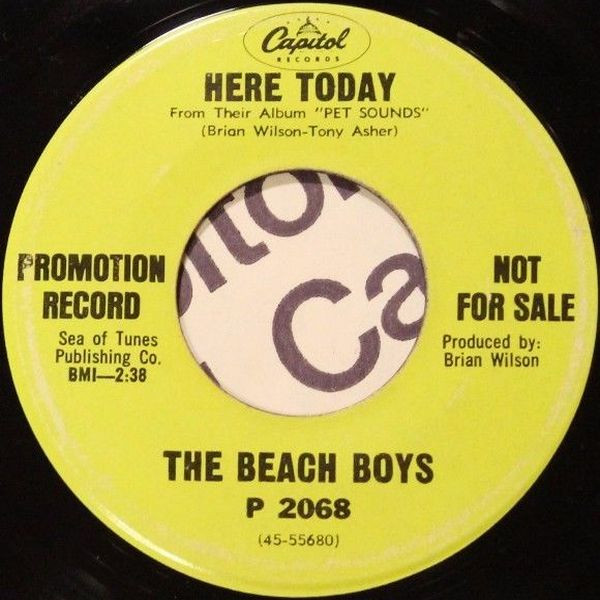 Capitol
RECORDS
HERE TODAY
From Their Album "PET SOUNDS"
(Brian Wilson-Tony Asher)
PROMOTION
RECORD
Sea of Tunes
Publishing Co.
BMI—2:38
NOT
FOR SALE
Produced by:
Brian Wilson
THE BEACH BOYS
P 2068
(45-55680)